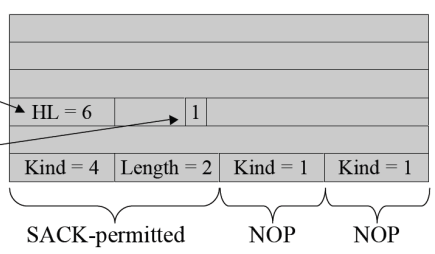 HL = 6 1
Kind = 4 Length = 2 Kind = 1 Kind = 1
SACK-permitted NOP NOP